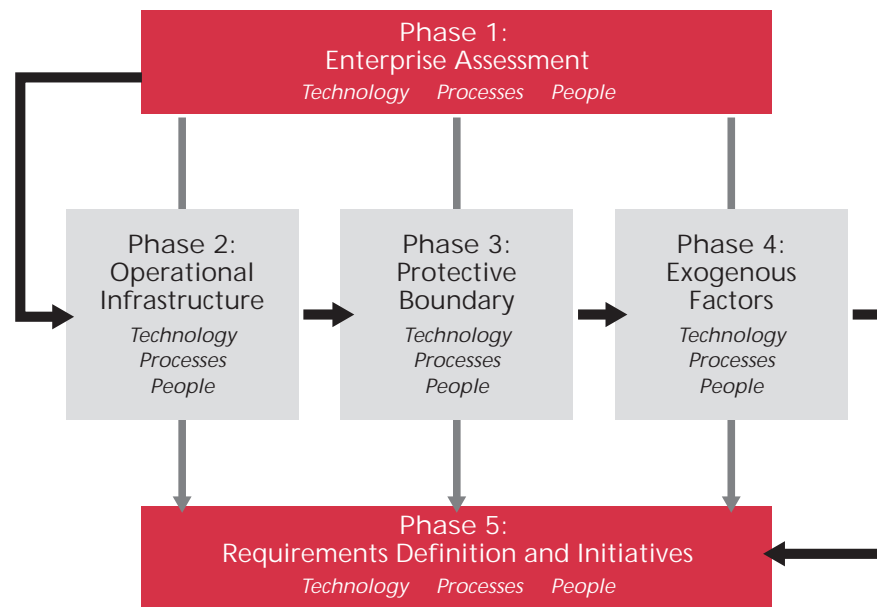 Phase 1:
Enterprise Assessment
Technology Processes People
Phase 2:
Operational
Infrastructure
Technology
Processes
People
Phase 3:
Protective
Boundary
Technology
Processes
People
Phase 4:
Exogenous
Factors
Technology
Processes
People
Phase 5:
Requirements Definition and Initiatives
Technology Processes People